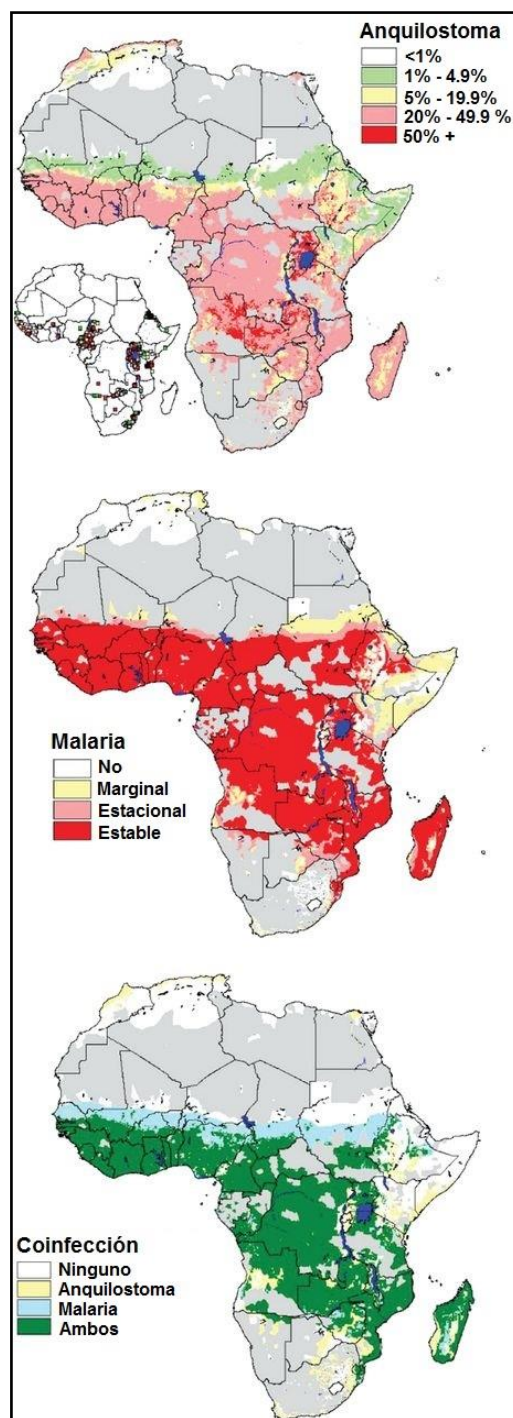 Anquilostoma
<1%
1% - 4.9%
5% - 19.9%
20% - 49.9 %
50% +
Malaria
No
Marginal
Estacional
Estable
Coinfección
Ninguno
Anquilostoma
Malaria
Ambos